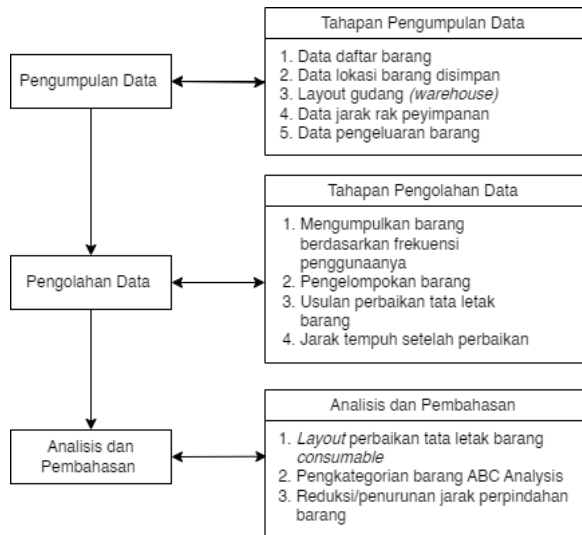 Tahapan Pengumpulan Data
Pengumpulan Data
1. Data daftar barang
2. Data lokasi barang disimpan
3. Layout gudang (warehouse)
4. Data jarak rak peyimpanan
5. Data pengeluaran barang
Tahapan Pengolahan Data
Pengolahan Data
1. Mengumpulkan barang
berdasarkan frekuensi
penggunaanya
2. Pengelompokan barang
3. Usulan perbaikan tata letak
barang
4. Jarak tempuh setelah perbaikan
Analisis dan Pembahasan
Analisis dan
Pembahasan
1. Layout perbaikan tata letak barang
consumable
2. Pengkategorian barang ABC Analysis
3. Reduksi/penurunan jarak perpindahan
barang